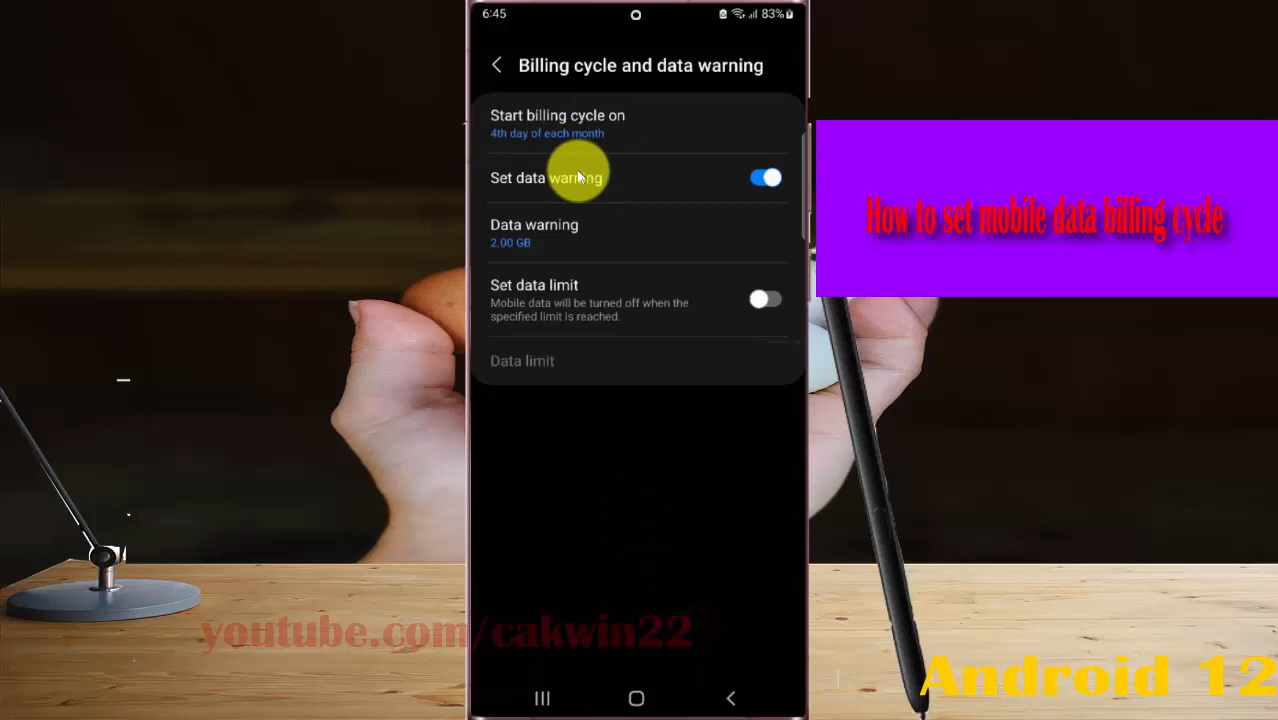 6:45
83%
Billing cycle and data warning
Start billing cycle on
4th day of each month
Set data warning
Data warning
2.00 GB
Set data limit
Mobile data will be turned off when the
specified limit is reached.
Data limit
How to set mobile data billing cycle
youtube.com/cakwin22
Android 12